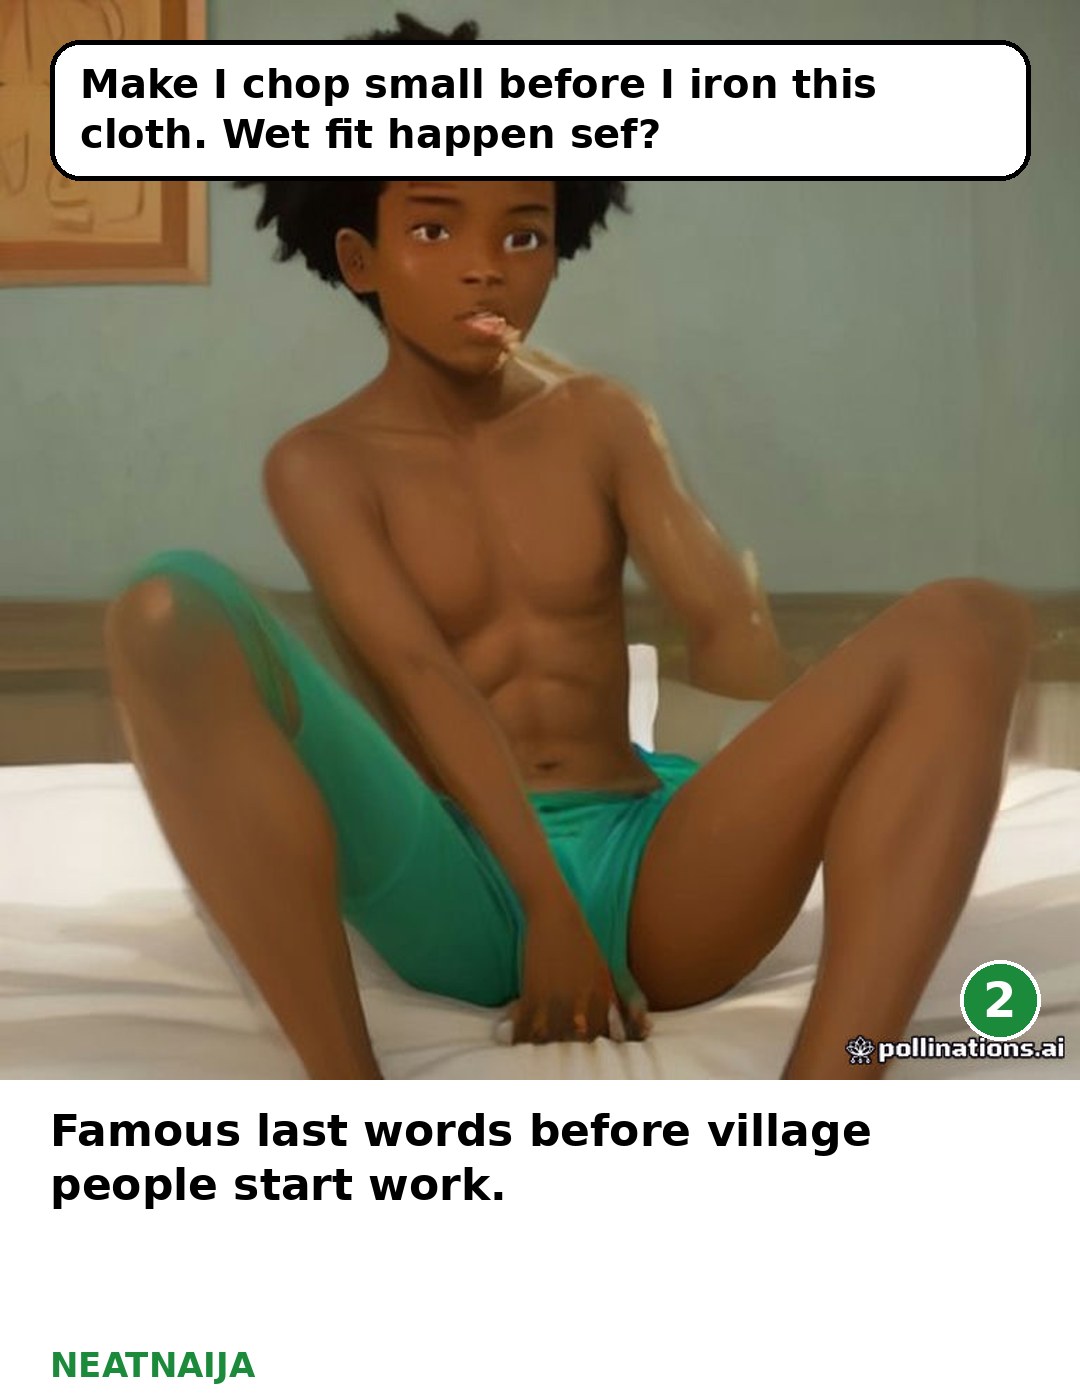 Make I chop small before I iron this
cloth. Wet fit happen sef?
2
pollinations.ai
Famous last words before village
people start work.
NEATNAIJA